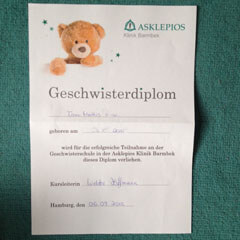 ASKLEPIOS
Klinik Barmbek
Geschwisterdiplom
geboren am
wird für die erfolgreiche Teilnahme an der
Geschwisterschule in der Asklepios Klinik Barmbek
dieses Diplom verliehen.
Kursleiterin
Hamburg, den